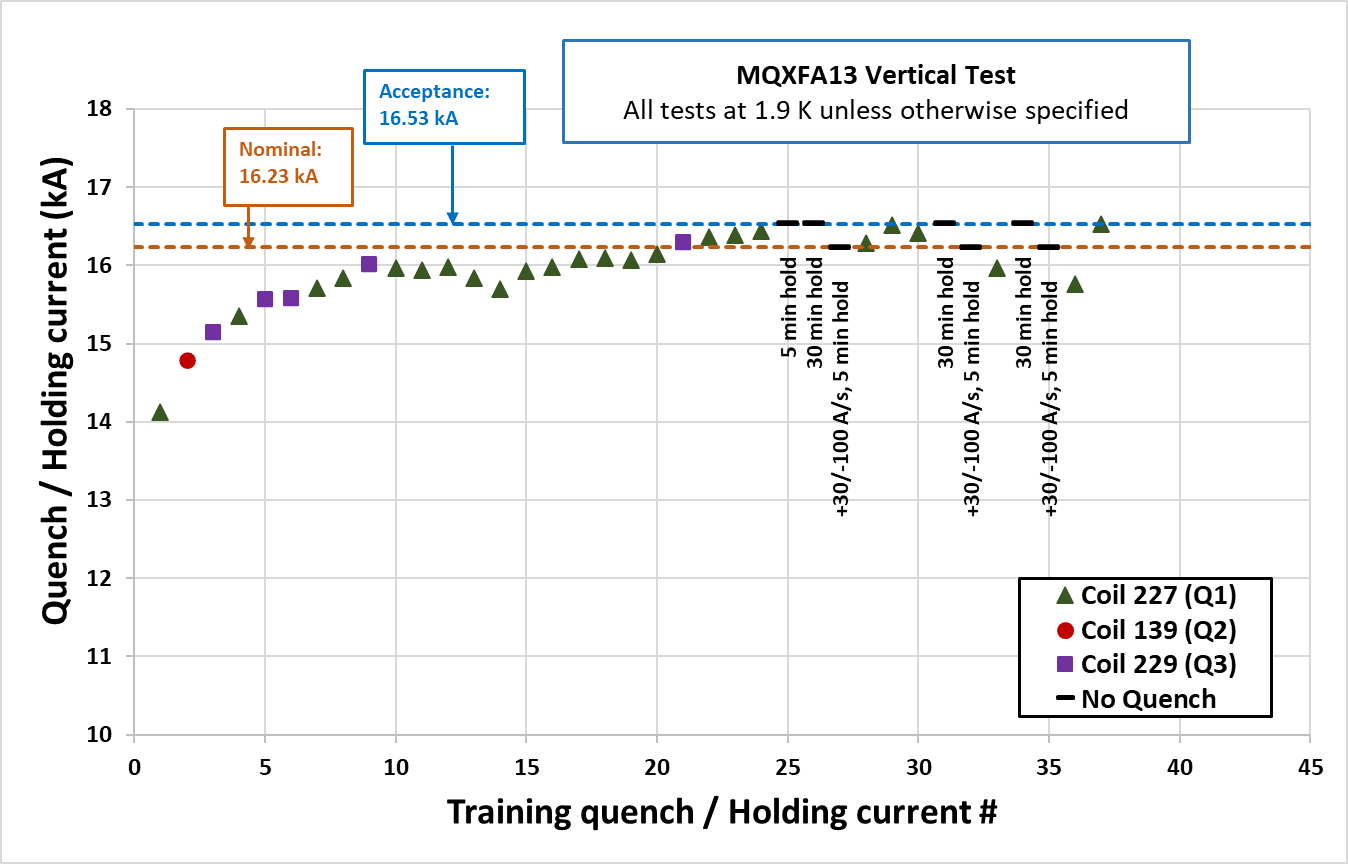 MQXFA13 Vertical Test
All tests at 1.9 K unless otherwise specified
Acceptance:
16.53 kA
Nominal:
16.23 kA
Quench / Holding current (kA)
18
17
16
15
14
13
12
11
10
5 min hold
30 min hold
+30/-100 A/s, 5 min hold
30 min hold
+30/-100 A/s, 5 min hold
30 min hold
+30/-100 A/s, 5 min hold
Coil 227 (Q1)
Coil 139 (Q2)
Coil 229 (Q3)
No Quench
0 5 10 15 20 25 30 35 40 45
Training quench / Holding current #